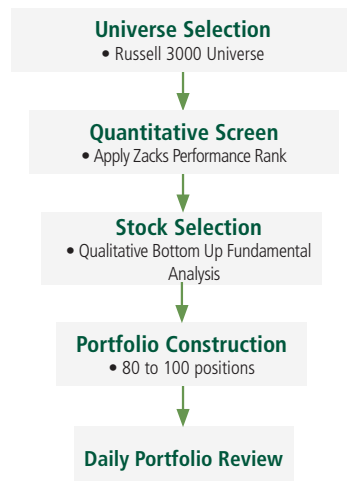 Universe Selection
• Russell 3000 Universe
Quantitative Screen
• Apply Zacks Performance Rank
Stock Selection
• Qualitative Bottom Up Fundamental
Analysis
Portfolio Construction
• 80 to 100 positions
Daily Portfolio Review